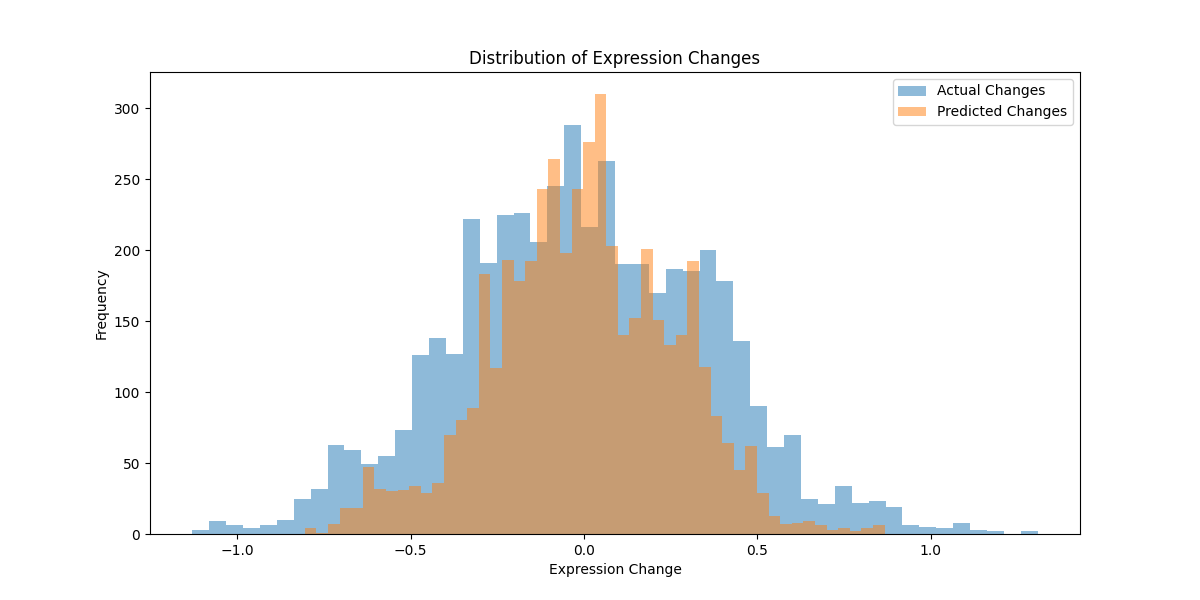 Distribution of Expression Changes
Actual Changes
Predicted Changes
Frequency
300
250
200
150
100
50
0
−1.0
−0.5
0.0
0.5
1.0
Expression Change